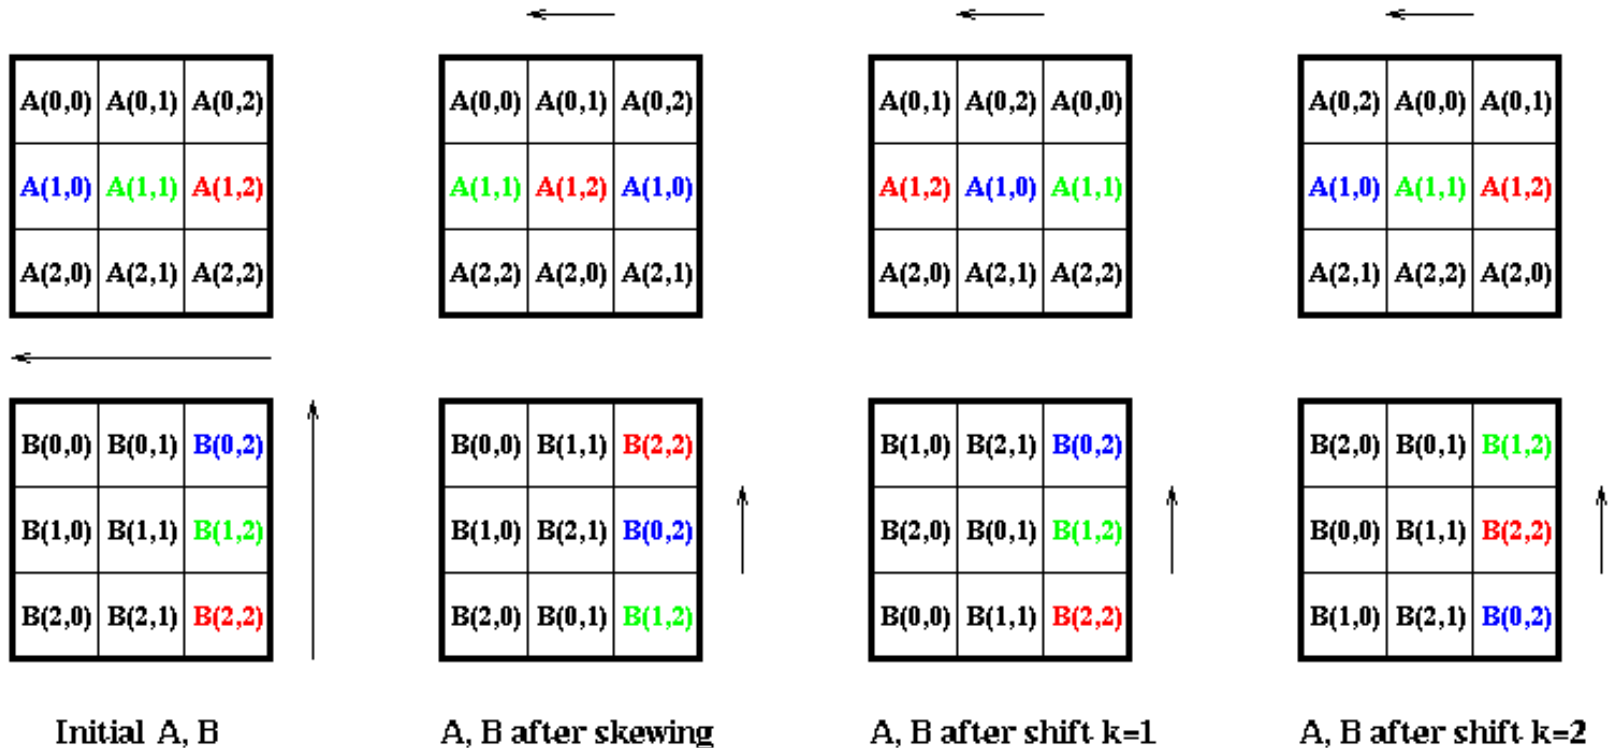 A(0,0) A(0,1) A(0,2) A(0,0) A(0,1) A(0,2) A(0,1) A(0,2) A(0,0) A(0,2) A(0,0) A(0,1)
A(1,0) A(1,1) A(1,2) A(1,1) A(1,2) A(1,0) A(1,2) A(1,0) A(1,1) A(1,0) A(1,1) A(1,2)
A(2,0) A(2,1) A(2,2) A(2,2) A(2,0) A(2,1) A(2,0) A(2,1) A(2,2) A(2,1) A(2,2) A(2,0)
B(0,0) B(0,1) B(0,2) B(0,0) B(1,1) B(2,2) B(1,0) B(2,1) B(0,2) B(2,0) B(0,1) B(1,2)
B(1,0) B(1,1) B(1,2) B(1,0) B(2,1) B(0,2) B(2,0) B(0,1) B(1,2) B(0,0) B(1,1) B(2,2)
B(2,0) B(2,1) B(2,2) B(2,0) B(0,1) B(1,2) B(0,0) B(1,1) B(2,2) B(1,0) B(2,1) B(0,2)
Initial A, B A, B after skewing A, B after shift k=1 A, B after shift k=2